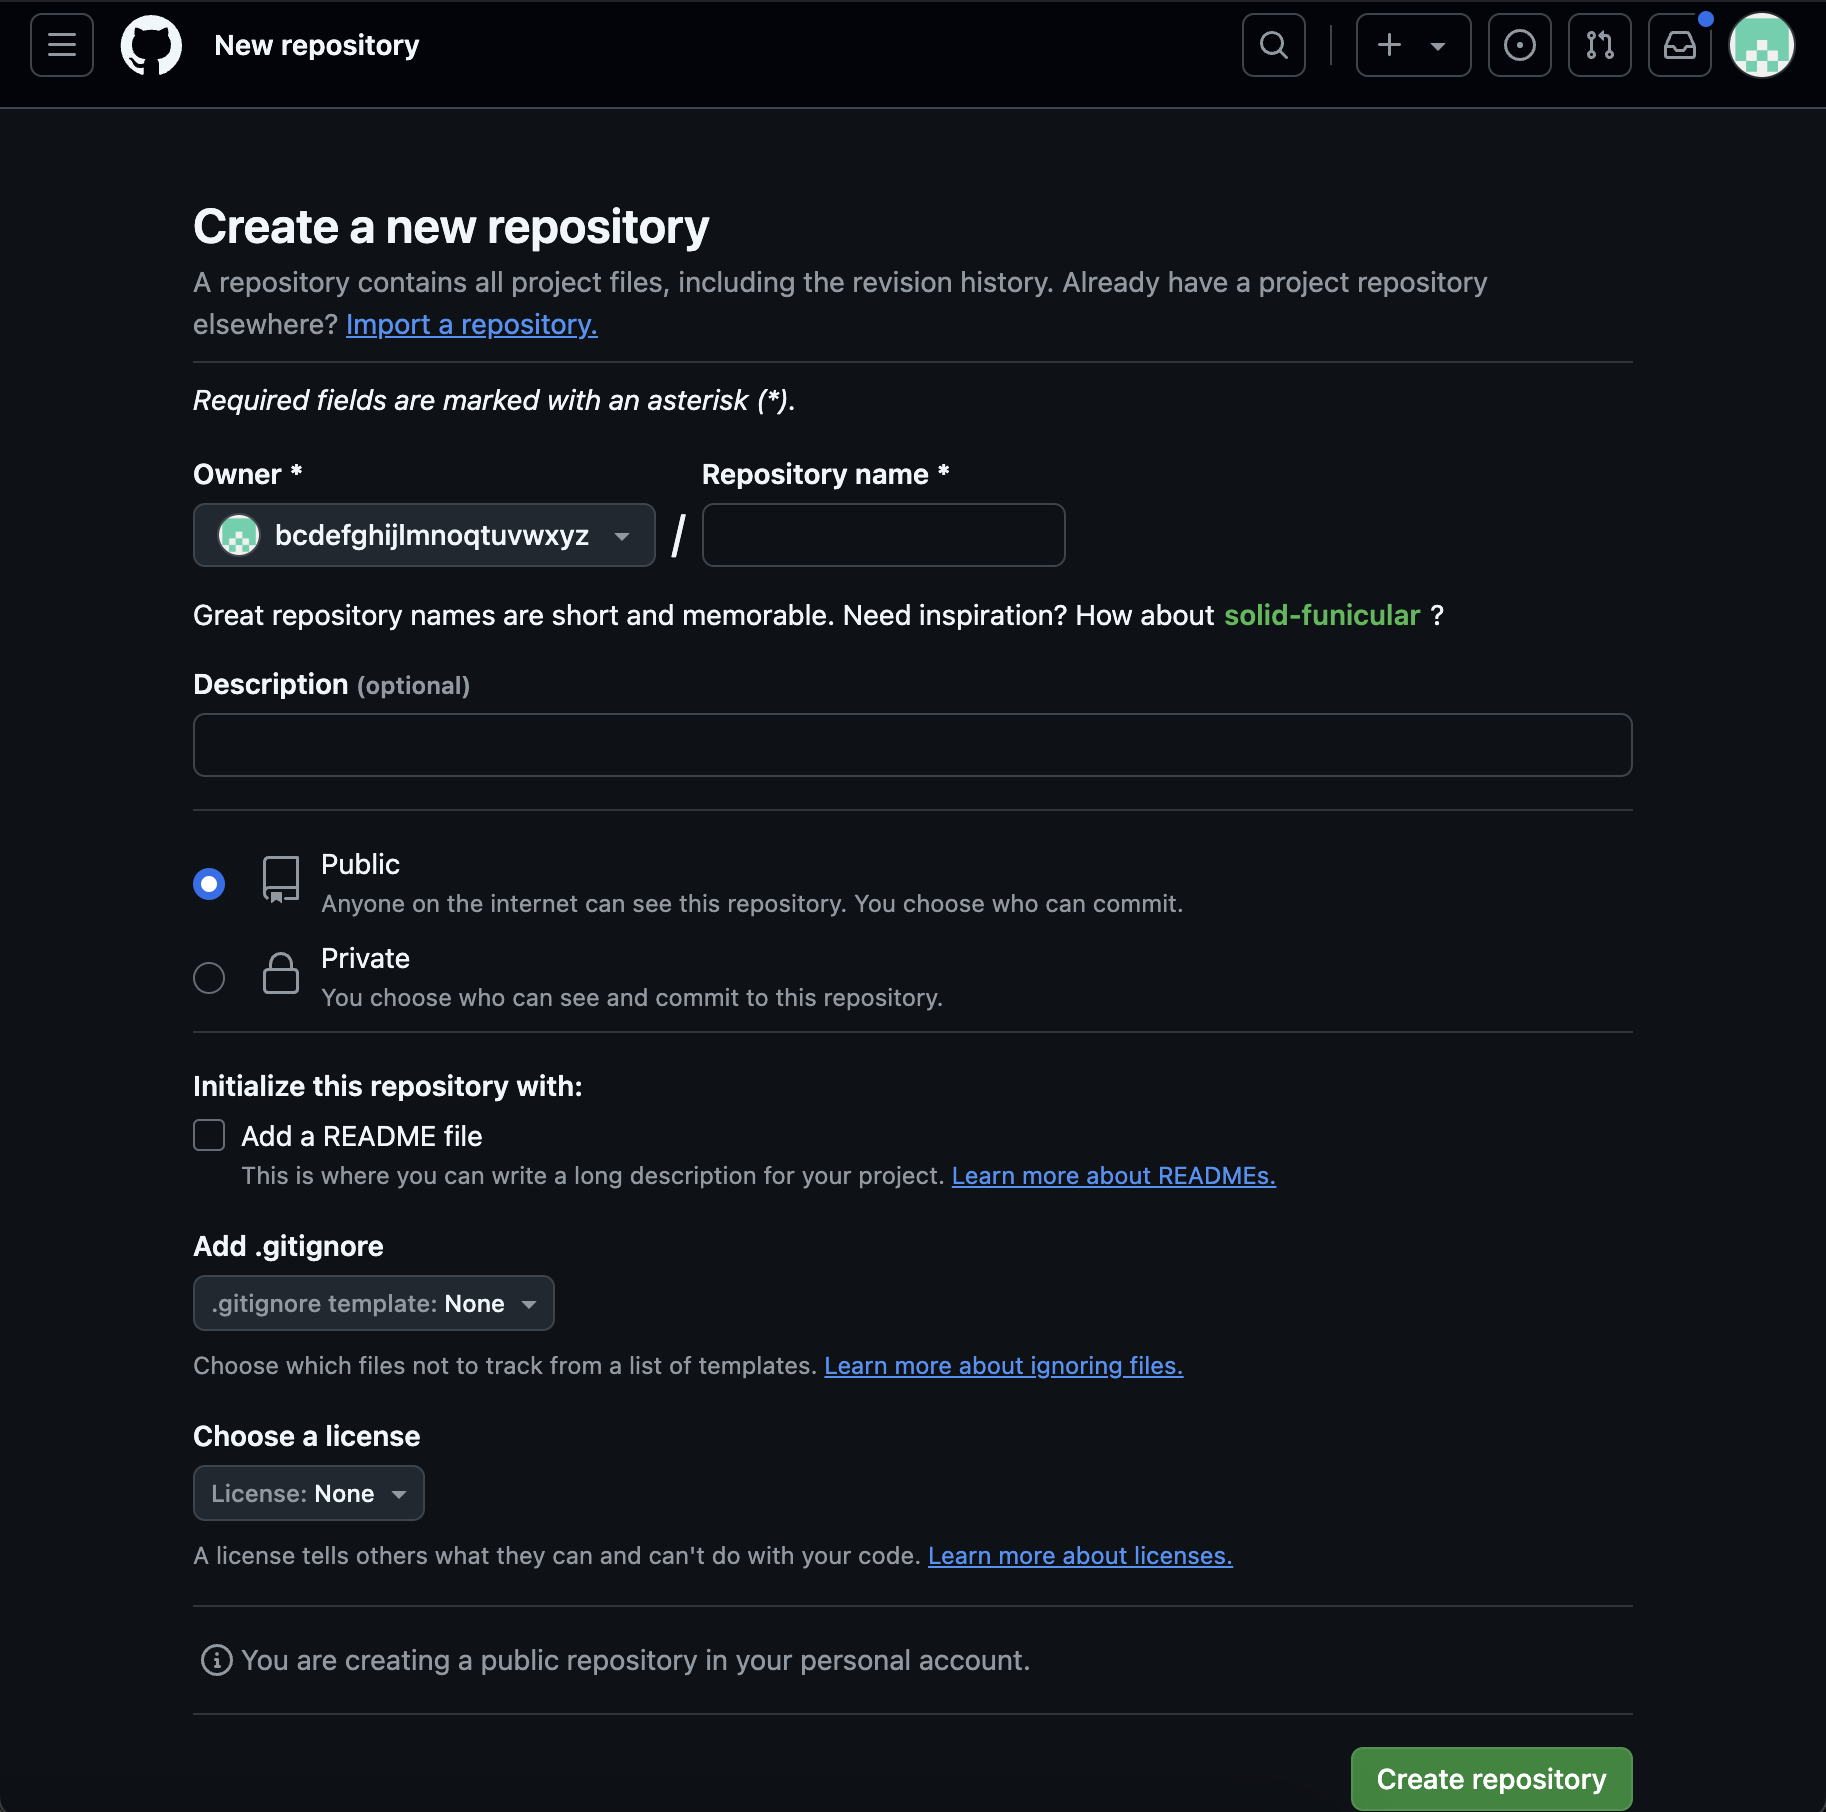 New repository
Create a new repository
A repository contains all project files, including the revision history. Already have a project repository
elsewhere? Import a repository.
Required fields are marked with an asterisk (*).
Owner *
Repository name *
bcdefghijlmnoqtuvwxyz
/
Great repository names are short and memorable. Need inspiration? How about solid-funicular ?
Description (optional)
Public
Anyone on the internet can see this repository. You choose who can commit.
Private
You choose who can see and commit to this repository.
Initialize this repository with:
Add a README file
This is where you can write a long description for your project. Learn more about READMEs.
Add .gitignore
.gitignore template: None
Choose which files not to track from a list of templates. Learn more about ignoring files.
Choose a license
License: None
A license tells others what they can and can't do with your code. Learn more about licenses.
You are creating a public repository in your personal account.
Create repository